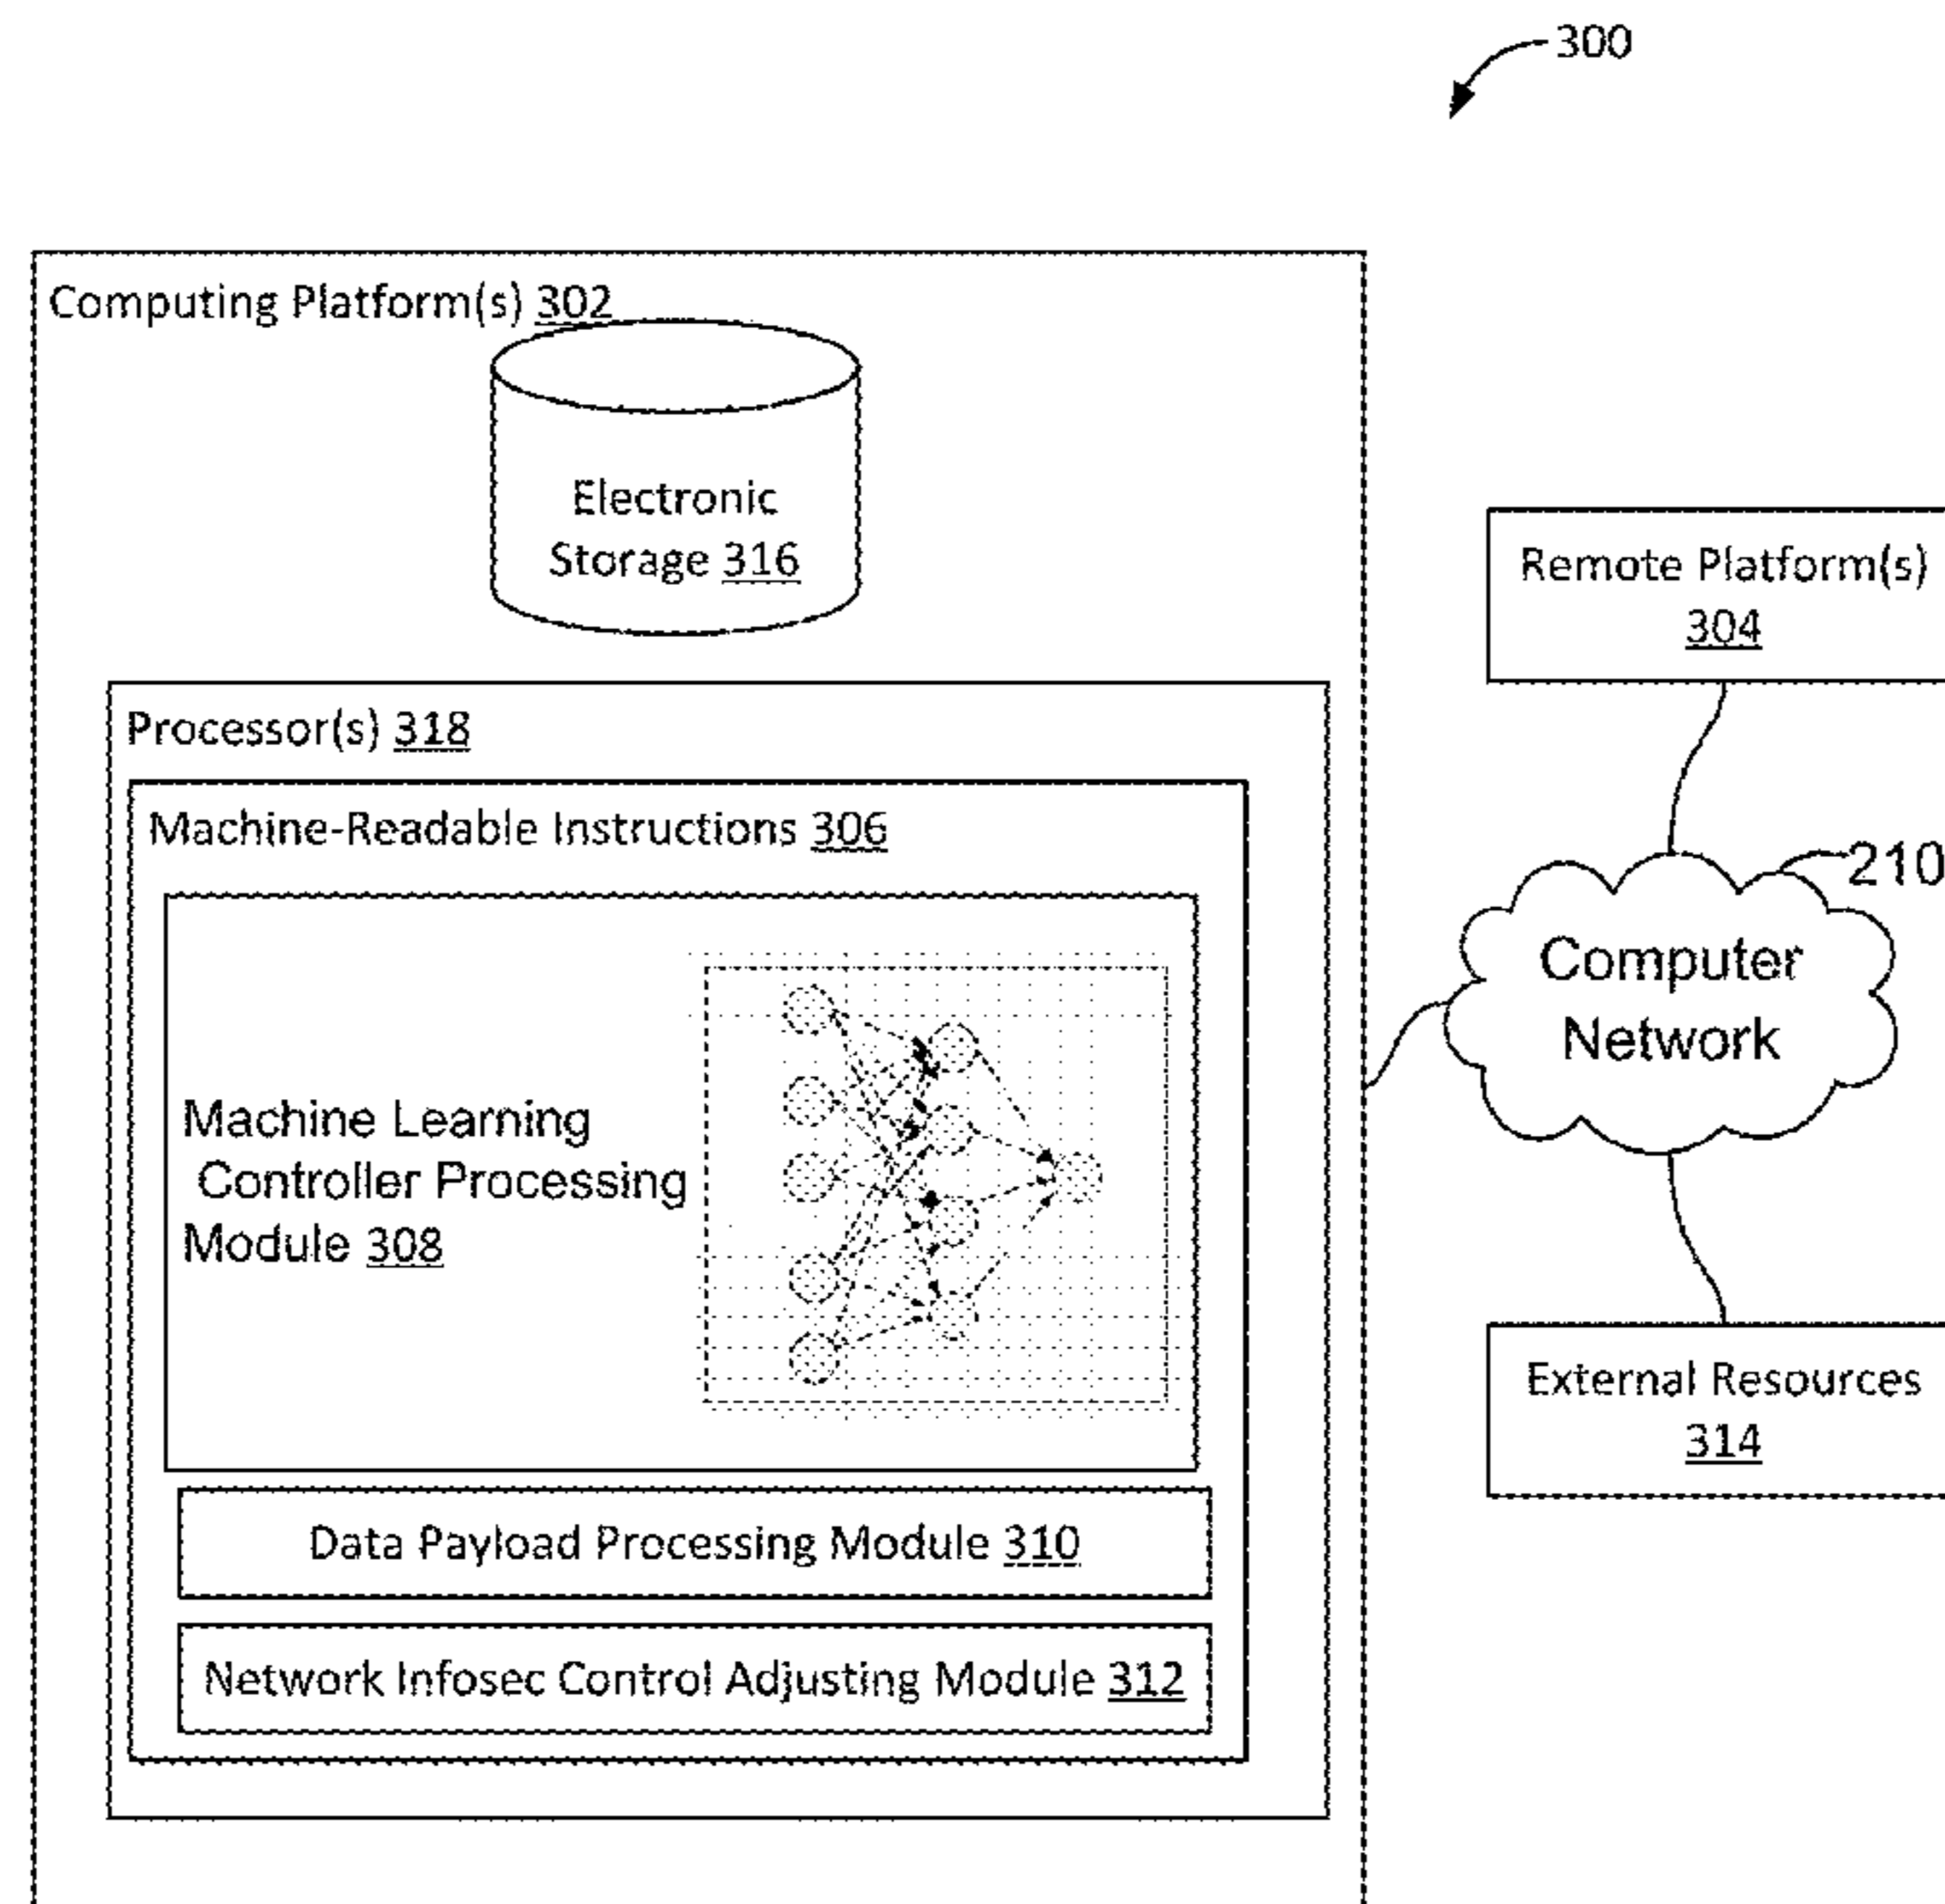 300
Computing Platform(s) 302
Electronic
Storage 316
Processor(s) 318
Machine-Readable Instructions 306
Machine Learning
Controller Processing
Module 308
Data Payload Processing Module 310
Network Infosec Control Adjusting Module 312
Remote Platform(s)
304
210
Computer
Network
External Resources
314